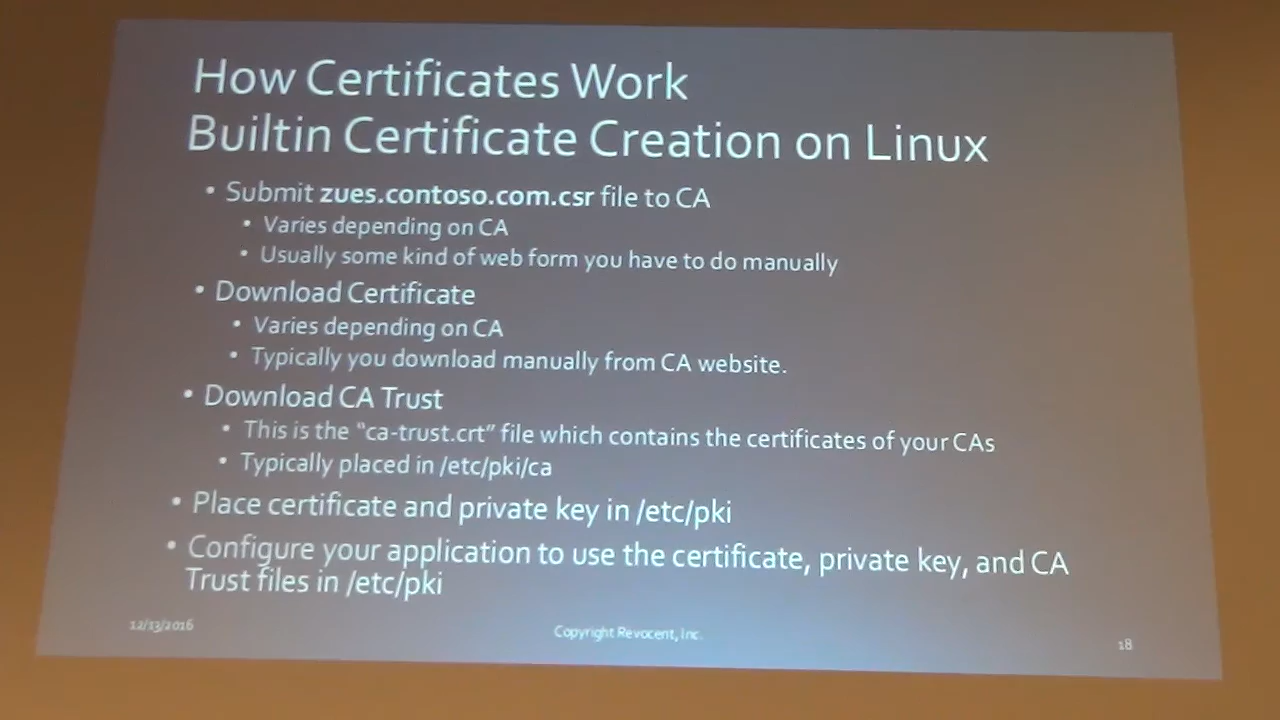 How Certificates Work
Builtin Certificate Creation on Linux
• Submit zues.contoso.com.csr file to CA
• Varies depending on CA
• Usually some kind of web form you have to do manually
• Download Certificate
• Varies depending on CA
• Typically you download manually from CA website.
• Download CA Trust
• This is the "ca-trust.crt" file which contains the certificates of your CAs
• Typically placed in /etc/pki/ca
• Place certificate and private key in /etc/pki
• Configure your application to use the certificate, private key, and CA
Trust files in /etc/pki
12/13/2016
Copyright Revocent, Inc.
18